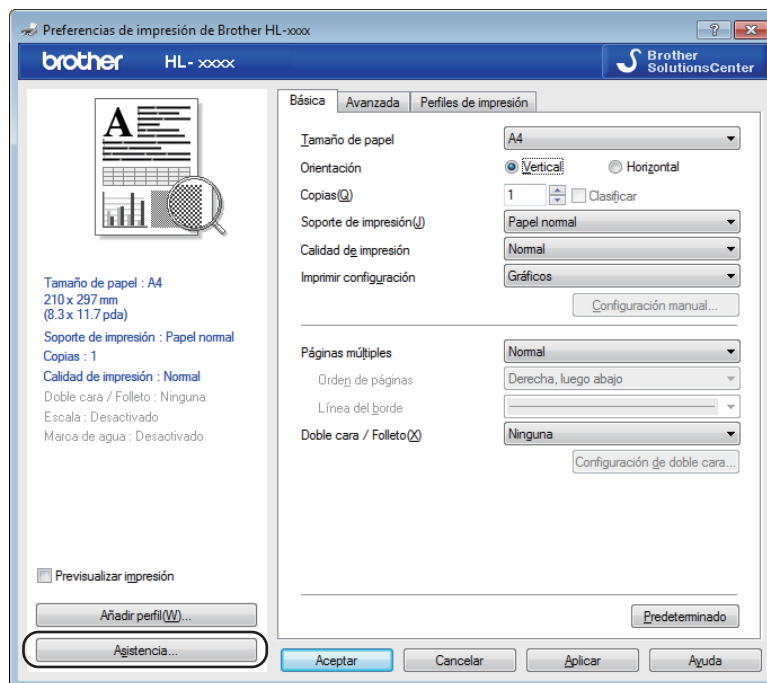 Preferencias de impresión de Brother HL-xxxx
brother HL- xxxx
Brother
SolutionsCenter
Básica Avanzada Perfiles de impresión
A
Tamaño de papel A4
Orientación Vertical Horizontal
Copias(Q) 1 Clasificar
Soporte de impresión(J) Papel normal
Calidad de impresión Normal
Imprimir configuración Gráficos
Configuración manual...
Páginas múltiples Normal
Orden de páginas Derecha, luego abajo
Línea del borde
Doble cara / Folleto(X) Ninguna
Configuración de doble cara...
Tamaño de papel : A4
210 x 297 mm
(8.3 x 11.7 pda)
Soporte de impresión : Papel normal
Copias : 1
Calidad de impresión : Normal
Doble cara / Folleto : Ninguna
Escala : Desactivado
Marca de agua : Desactivado
Previsualizar impresión
Añadir perfil(W)...
Asistencia...
Predeterminado
Aceptar Cancelar Aplicar Ayuda